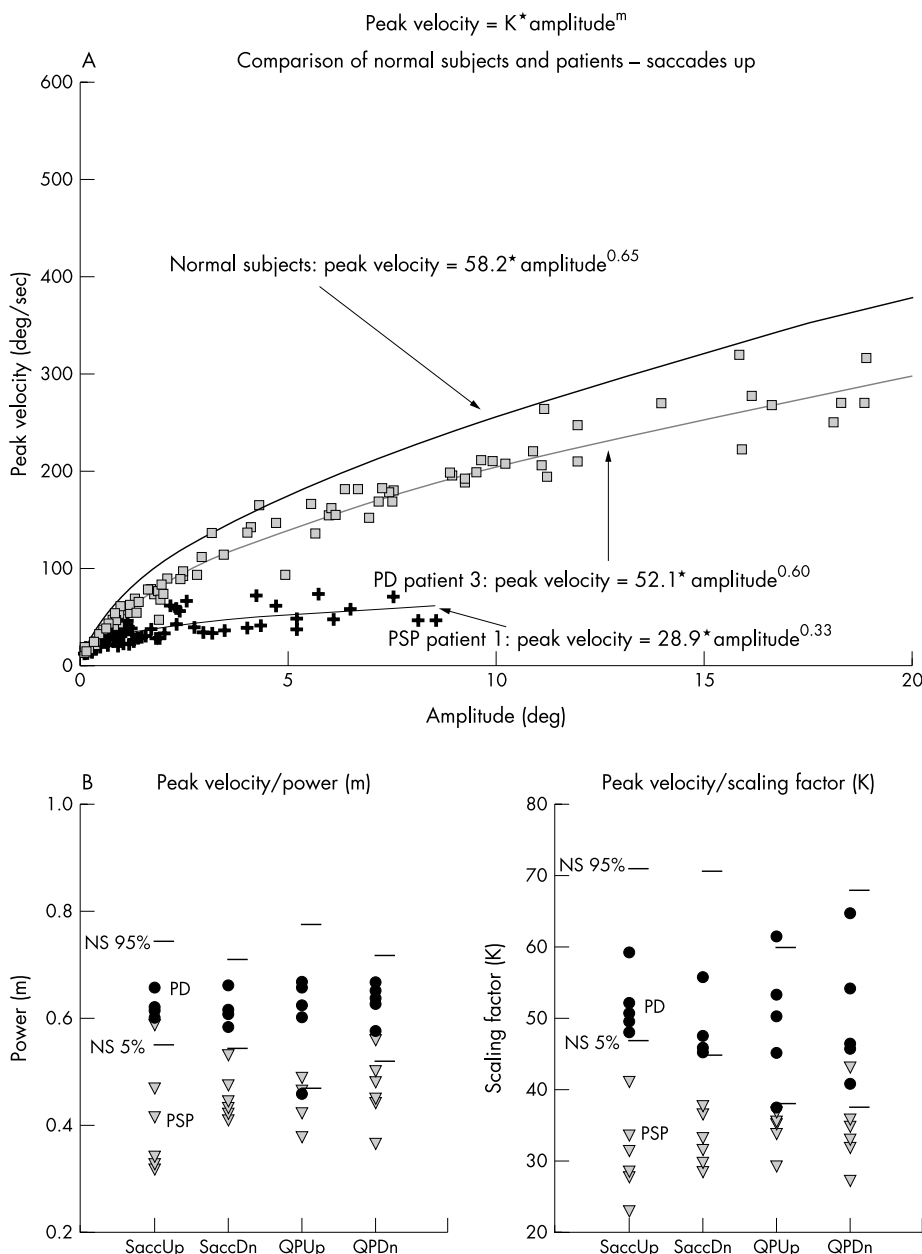 Peak velocity = K* amplitude^m
A
Comparison of normal subjects and patients – saccades up
600
500
400
300
200
100
0
Peak velocity (deg/sec)
Normal subjects: peak velocity = 58.2* amplitude^0.65
PD patient 3: peak velocity = 52.1* amplitude^0.60
PSP patient 1: peak velocity = 28.9* amplitude^0.33
0 5 10 15 20
Amplitude (deg)
B
Peak velocity/power (m)
1.0
0.8
0.6
0.4
0.2
Power (m)
NS 95%
PD
NS 5%
PSP
SaccUp SaccDn QPUp QPDn
Peak velocity/scaling factor (K)
80
70
60
50
40
30
20
Scaling factor (K)
NS 95%
PD
NS 5%
PSP
SaccUp SaccDn QPUp QPDn